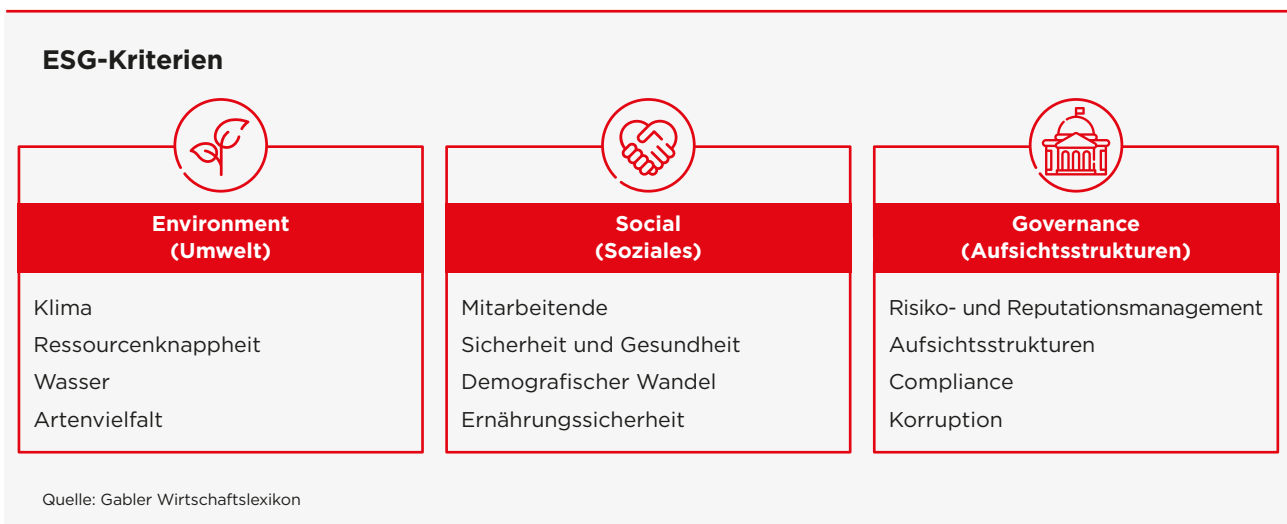 ESG-Kriterien
Environment
(Umwelt)
Klima
Ressourcenknappheit
Wasser
Artenvielfalt
Social
(Soziales)
Mitarbeitende
Sicherheit und Gesundheit
Demografischer Wandel
Ernährungssicherheit
Governance
(Aufsichtsstrukturen)
Risiko- und Reputationsmanagement
Aufsichtsstrukturen
Compliance
Korruption
Quelle: Gabler Wirtschaftslexikon